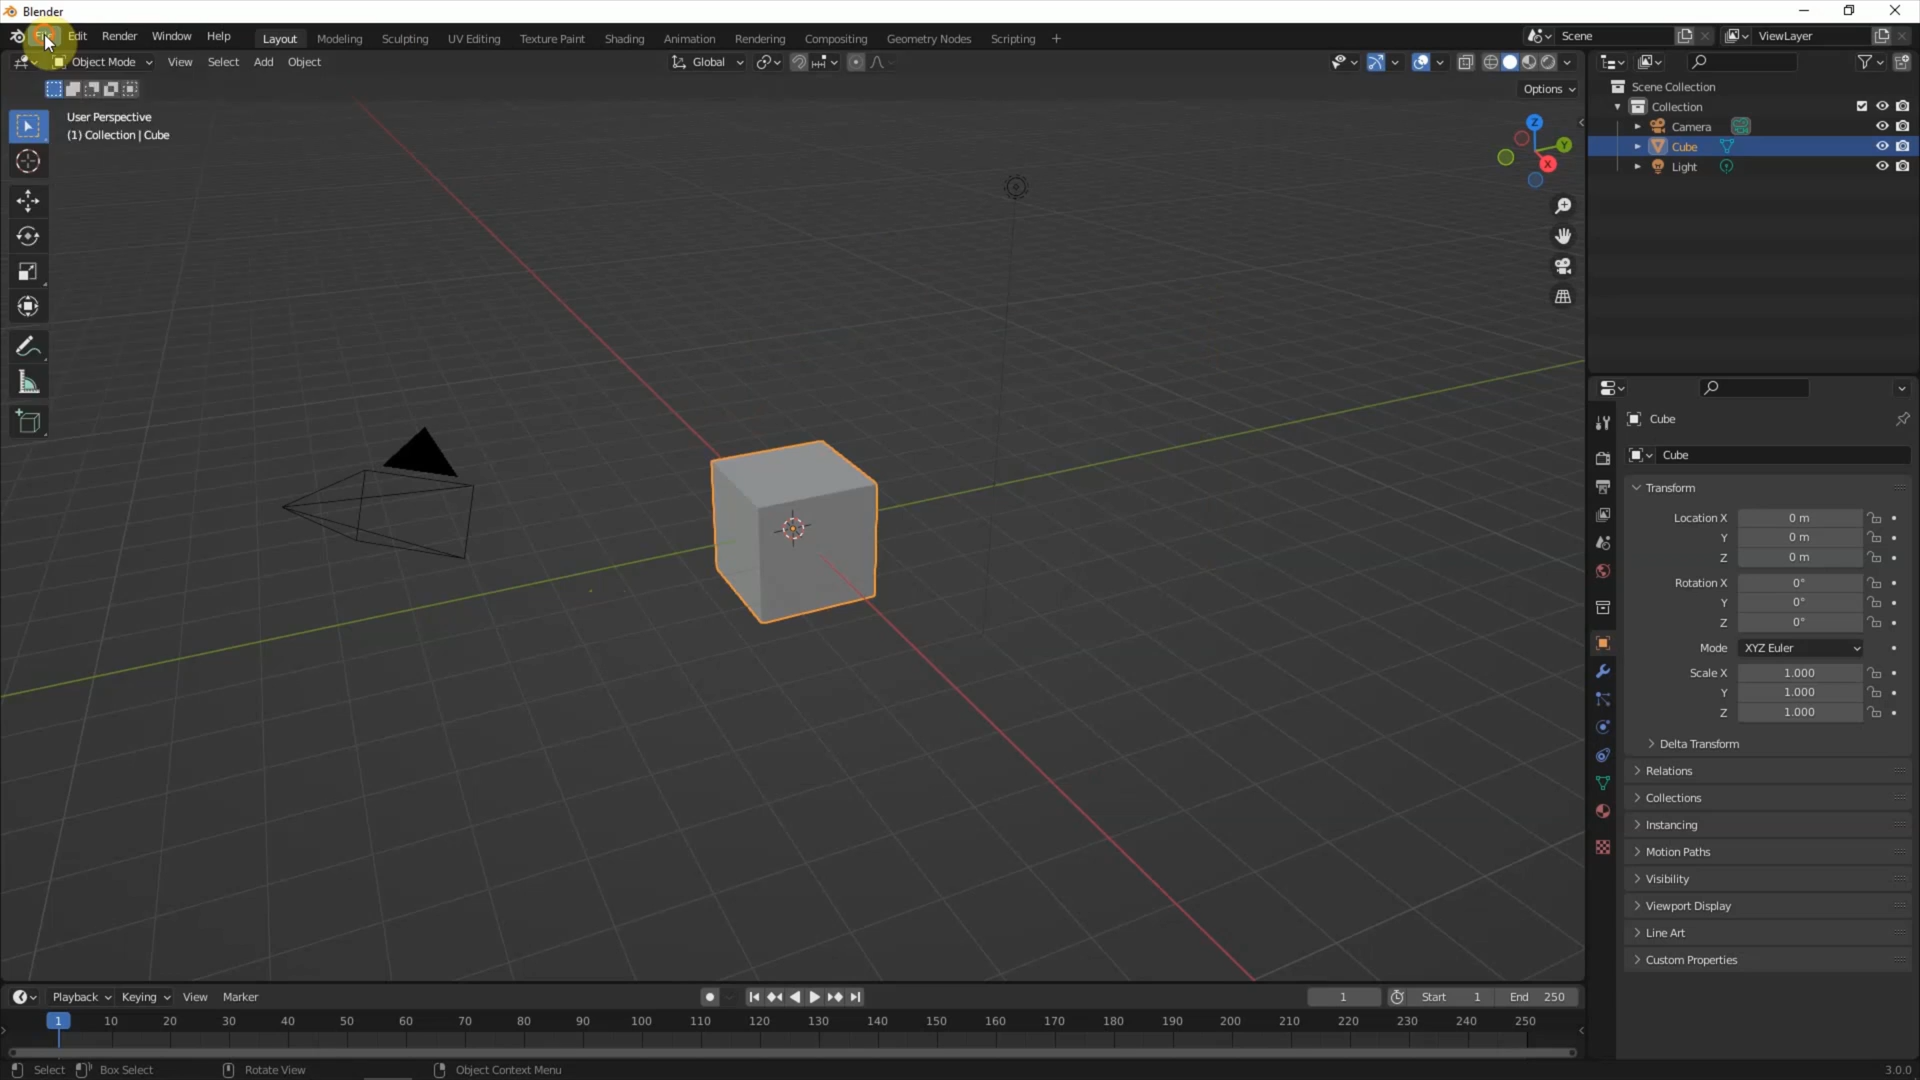 Blender
File Edit Render Window Help Layout Modeling Sculpting UV Editing Texture Paint Shading Animation Rendering Compositing Geometry Nodes Scripting + Scene ViewLayer
Object Mode View Select Add Object Global
Options
User Perspective
(1) Collection | Cube
Z
Y
X
Scene Collection
Collection
Camera
Cube
Light
Cube
Cube
Transform
Location X 0 m
Y 0 m
Z 0 m
Rotation X 0°
Y 0°
Z 0°
Mode XYZ Euler
Scale X 1.000
Y 1.000
Z 1.000
Delta Transform
Relations
Collections
Instancing
Motion Paths
Visibility
Viewport Display
Line Art
Custom Properties
Playback Keying View Marker 1 Start 1 End 250
1 10 20 30 40 50 60 70 80 90 100 110 120 130 140 150 160 170 180 190 200 210 220 230 240 250
Select Box Select Rotate View Object Context Menu 3.0.0